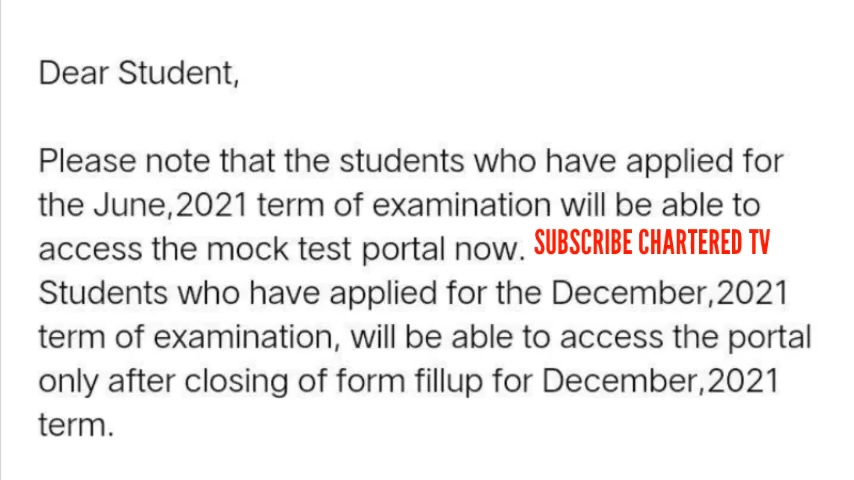 Dear Student,
Please note that the students who have applied for
the June,2021 term of examination will be able to
access the mock test portal now. SUBSCRIBE CHARTERED TV
Students who have applied for the December,2021
term of examination, will be able to access the portal
only after closing of form fillup for December,2021
term.